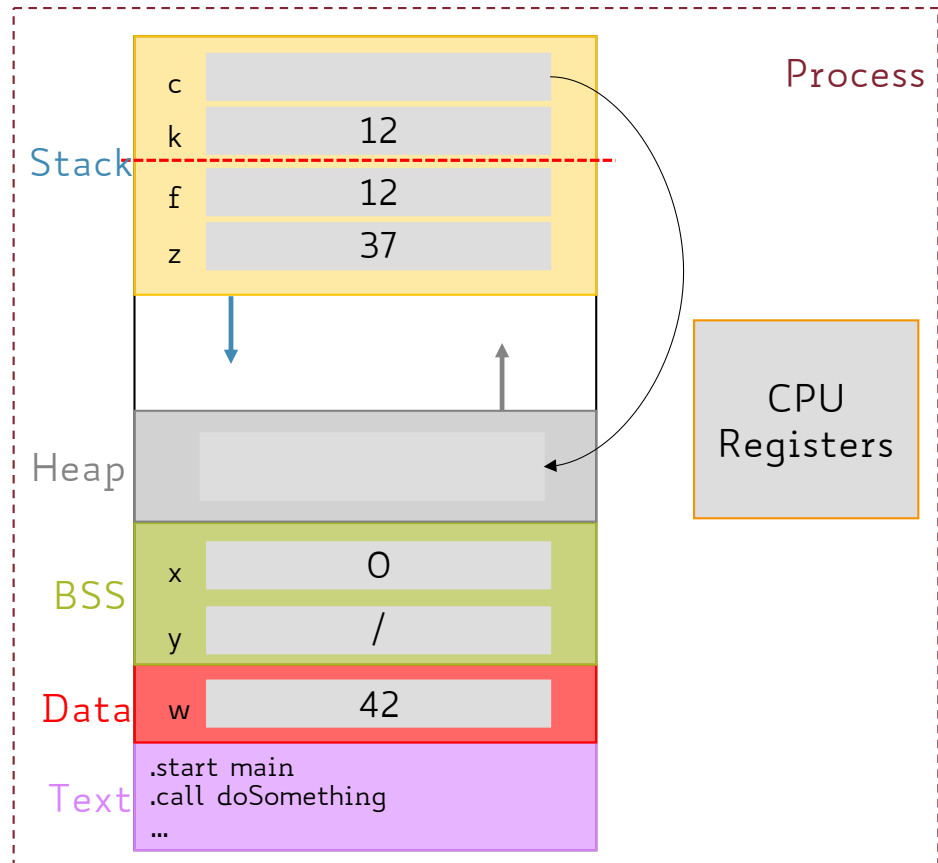 Process
Stack
c
k 12
f 12
z 37
CPU
Registers
Heap
BSS
x 0
y /
Data
w 42
Text
.start main
.call doSomething
...